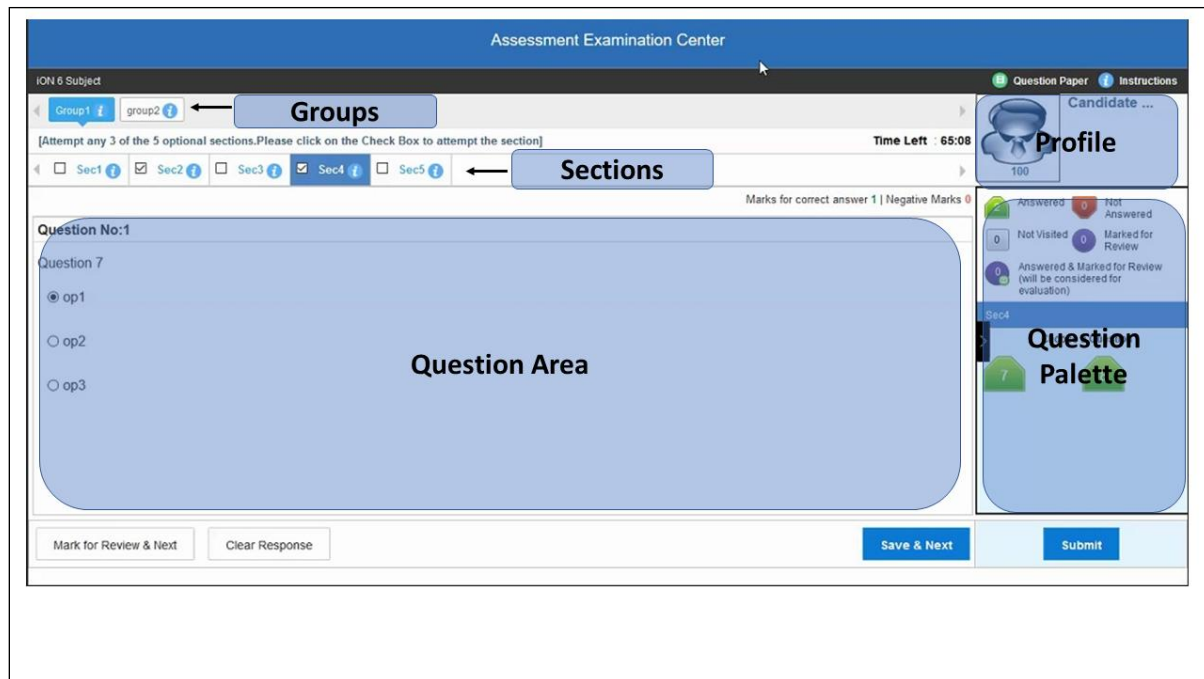 Assessment Examination Center
iON 6 Subject
Question Paper
Instructions
Group1
group2
Groups
[Attempt any 3 of the 5 optional sections.Please click on the Check Box to attempt the section]
Time Left : 65:08
Sec1
Sec2
Sec3
Sec4
Sec5
Sections
Candidate ...
Profile
100
Marks for correct answer 1 | Negative Marks 0
Question No:1
Question 7
op1
op2
op3
Question Area
2 Answered
0 Not Answered
0 Not Visited
0 Marked for Review
0 Answered & Marked for Review
(will be considered for
evaluation)
Sec4
Question
Palette
7
Mark for Review & Next
Clear Response
Save & Next
Submit